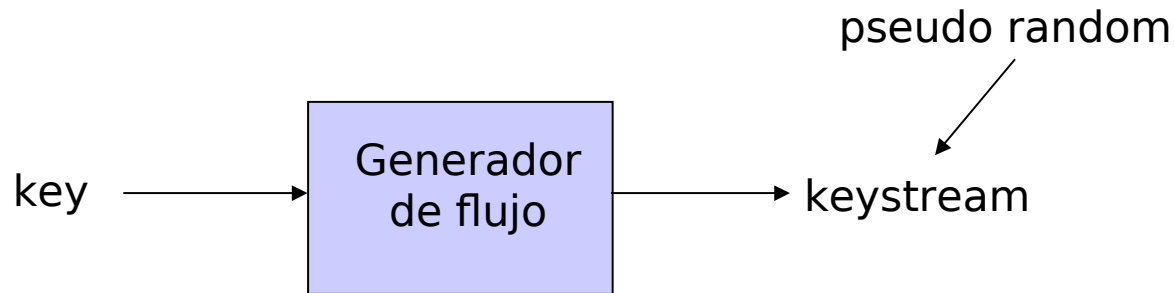 pseudo random
Generador
de flujo
key
keystream